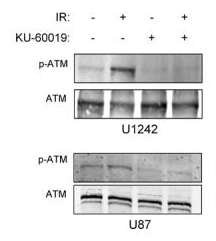 IR: - + - +
KU-60019: - - + +
p-ATM
ATM
U1242
p-ATM
ATM
U87